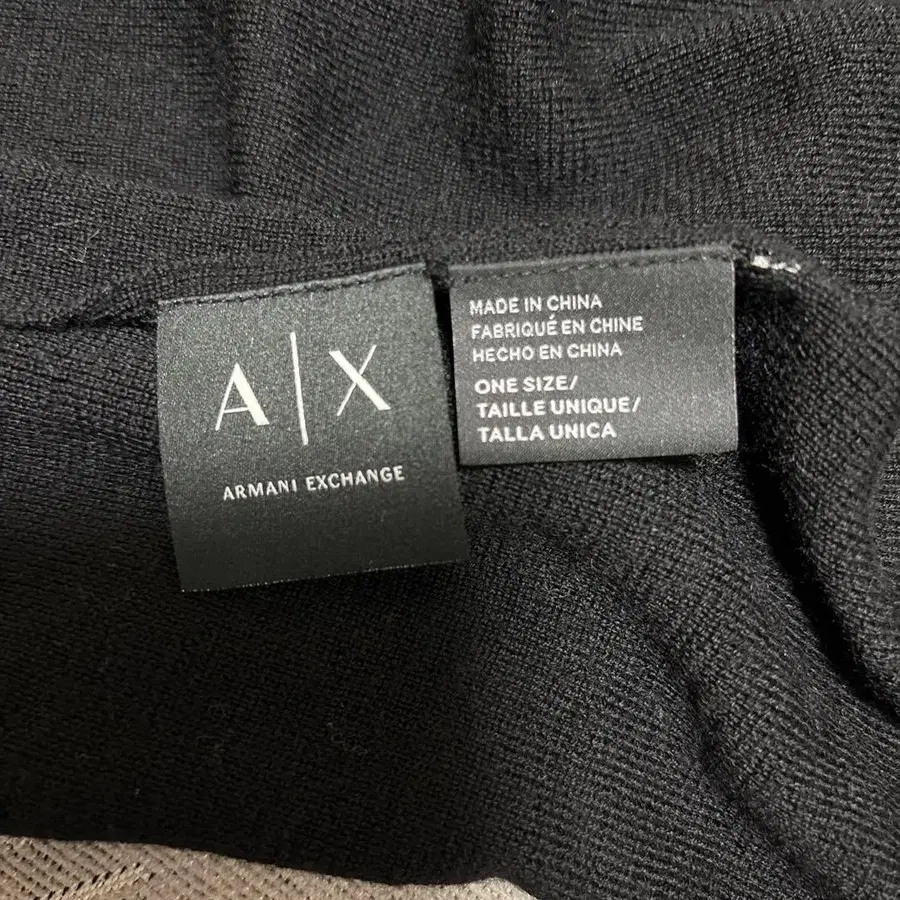 A|X
ARMANI EXCHANGE
MADE IN CHINA
FABRIQUÉ EN CHINE
HECHO EN CHINA
ONE SIZE/
TAILLE UNIQUE/
TALLA UNICA